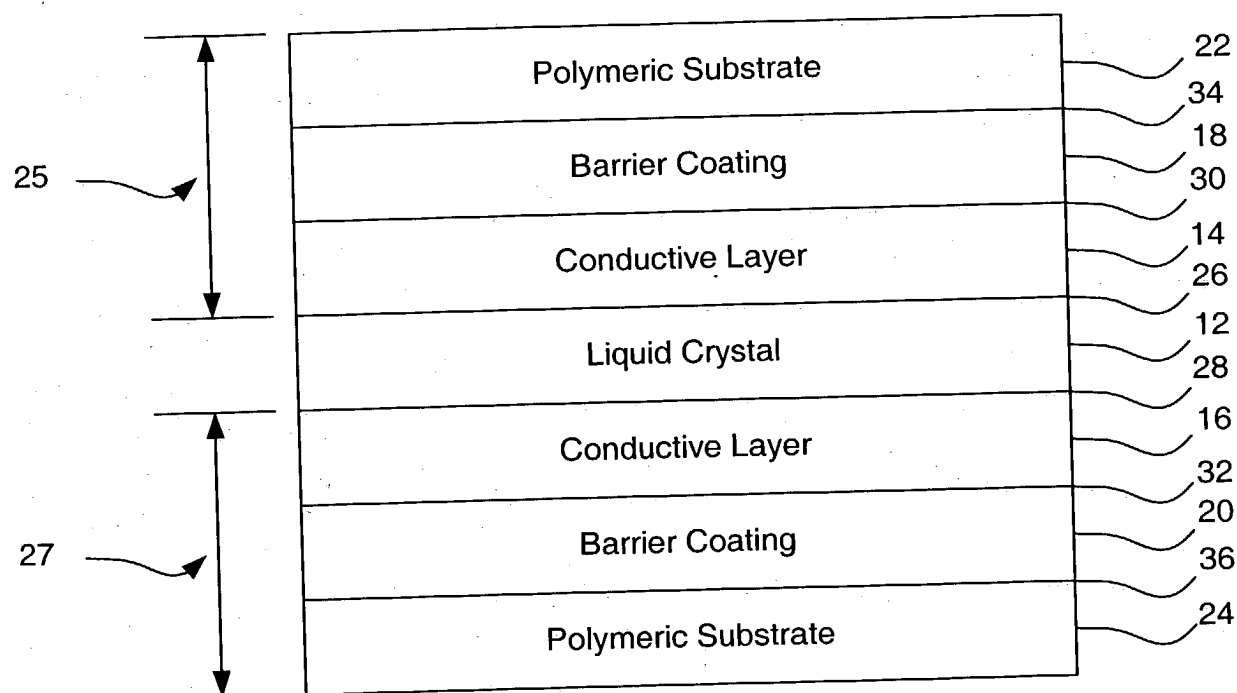 Polymeric Substrate
22
34
Barrier Coating
18
25
30
Conductive Layer
14
26
Liquid Crystal
12
28
Conductive Layer
16
32
Barrier Coating
20
27
36
Polymeric Substrate
24